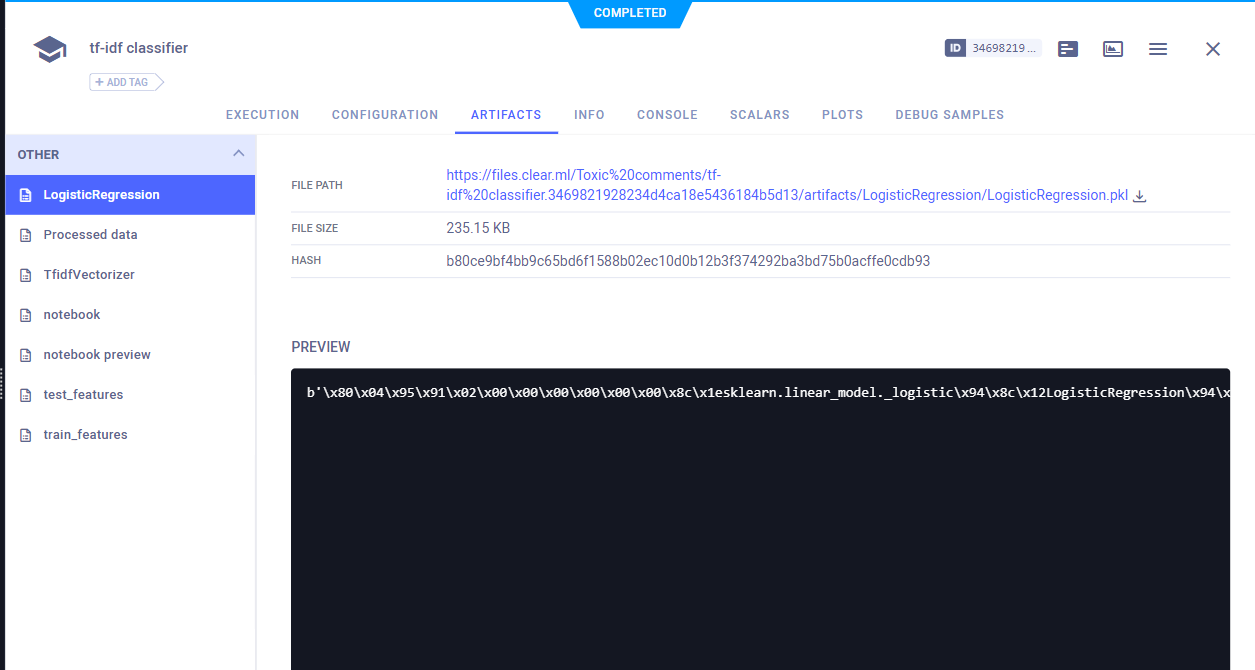 COMPLETED
tf-idf classifier
ID 34698219 ...
+ ADD TAG
EXECUTION CONFIGURATION ARTIFACTS INFO CONSOLE SCALARS PLOTS DEBUG SAMPLES
OTHER
LogisticRegression
Processed data
TfidfVectorizer
notebook
notebook preview
test_features
train_features
FILE PATH
https://files.clear.ml/Toxic%20comments/tf-
idf%20classifier.3469821928234d4ca18e5436184b5d13/artifacts/LogisticRegression/LogisticRegression.pkl
FILE SIZE 235.15 KB
HASH b80ce9bf4bb9c65bd6f1588b02ec10d0b12b3f374292ba3bd75b0acffe0cdb93
PREVIEW
b'\x80\x04\x95\x91\x02\x00\x00\x00\x00\x00\x00\x8c\x1esklearn.linear_model._logistic\x94\x8c\x12LogisticRegression\x94\x